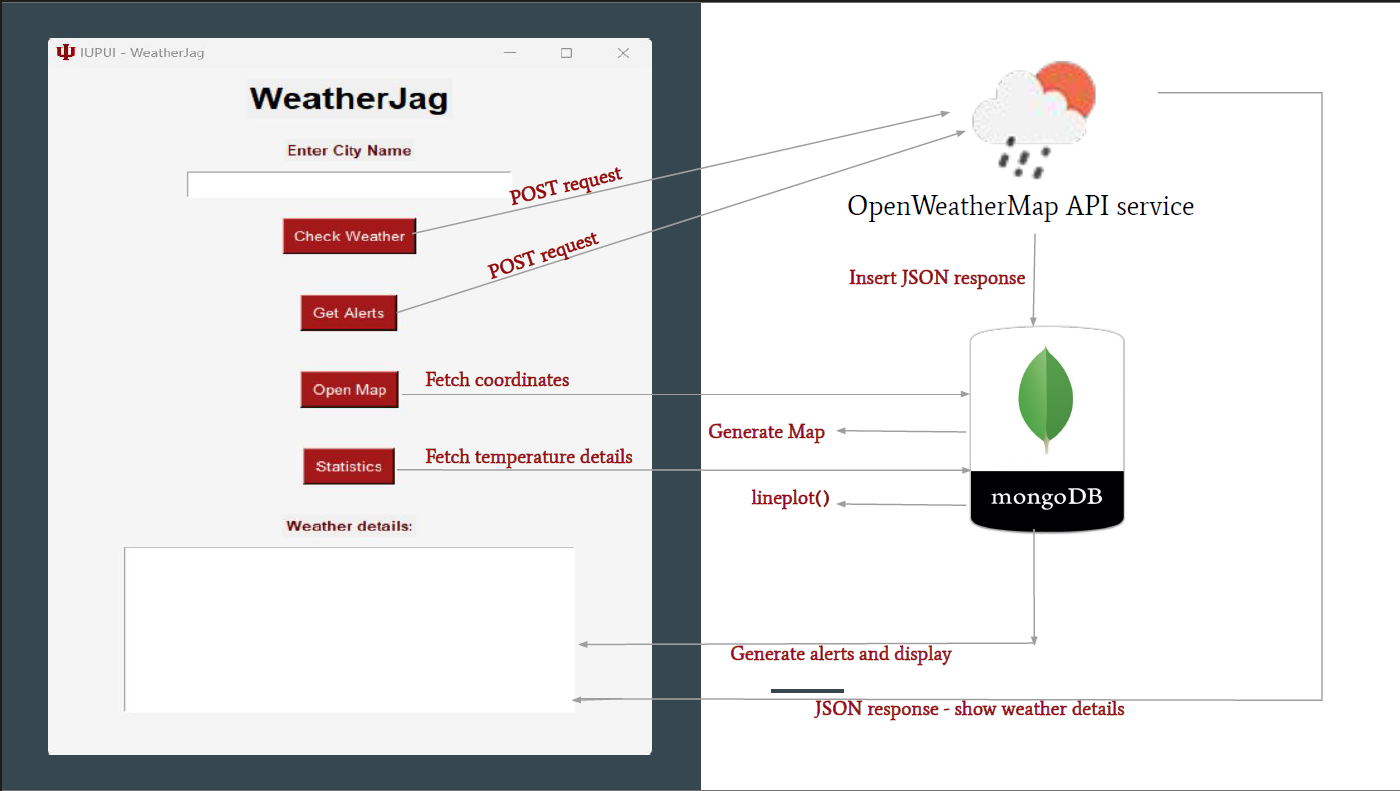 IUPUI - WeatherJag
WeatherJag
Enter City Name
Check Weather
Get Alerts
Open Map
Statistics
Weather details:
POST request
POST request
Fetch coordinates
Fetch temperature details
OpenWeatherMap API service
Insert JSON response
Generate Map
lineplot()
mongoDB
Generate alerts and display
JSON response - show weather details